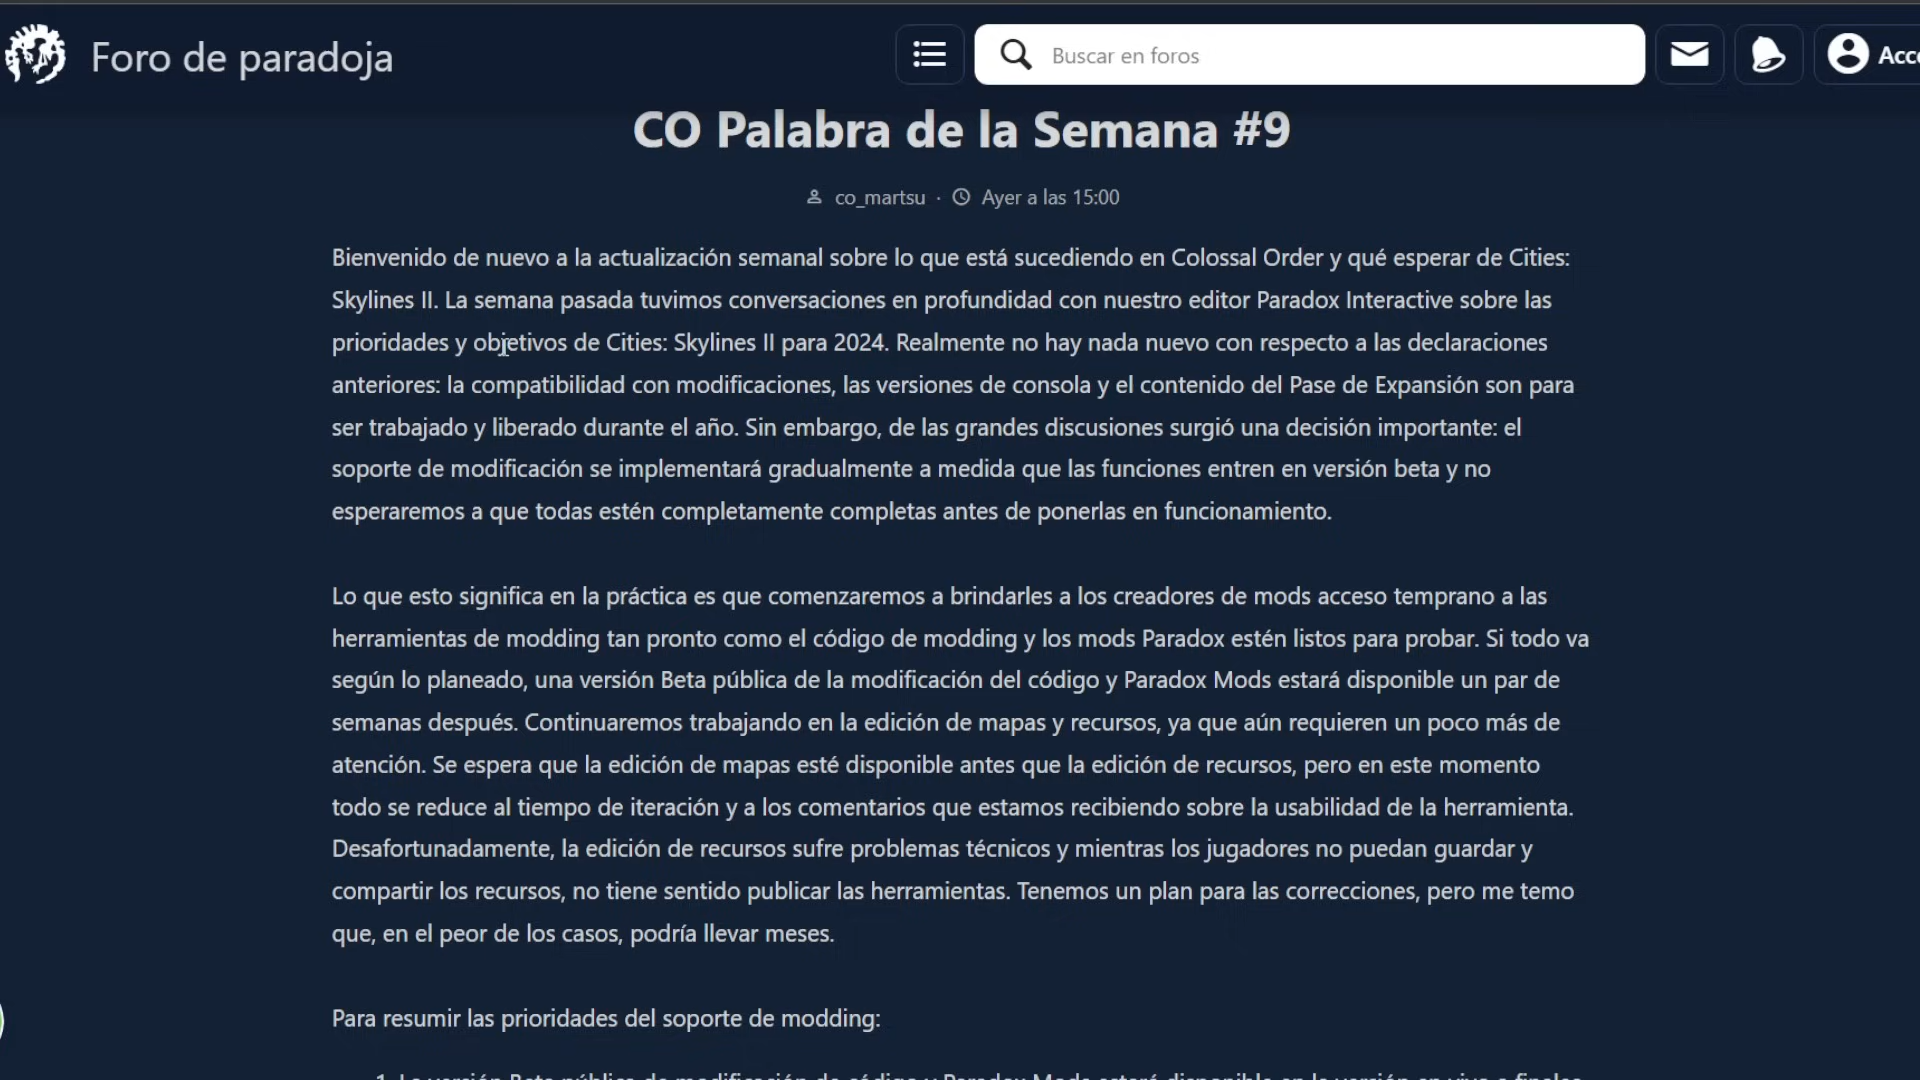 Foro de paradoja
Buscar en foros
CO Palabra de la Semana #9
co_martsu · Ayer a las 15:00
Bienvenido de nuevo a la actualización semanal sobre lo que está sucediendo en Colossal Order y qué esperar de Cities:
Skylines II. La semana pasada tuvimos conversaciones en profundidad con nuestro editor Paradox Interactive sobre las
prioridades y objetivos de Cities: Skylines II para 2024. Realmente no hay nada nuevo con respecto a las declaraciones
anteriores: la compatibilidad con modificaciones, las versiones de consola y el contenido del Pase de Expansión son para
ser trabajado y liberado durante el año. Sin embargo, de las grandes discusiones surgió una decisión importante: el
soporte de modificación se implementará gradualmente a medida que las funciones entren en versión beta y no
esperaremos a que todas estén completamente completas antes de ponerlas en funcionamiento.
Lo que esto significa en la práctica es que comenzaremos a brindarles a los creadores de mods acceso temprano a las
herramientas de modding tan pronto como el código de modding y los mods Paradox estén listos para probar. Si todo va
según lo planeado, una versión Beta pública de la modificación del código y Paradox Mods estará disponible un par de
semanas después. Continuaremos trabajando en la edición de mapas y recursos, ya que aún requieren un poco más de
atención. Se espera que la edición de mapas esté disponible antes que la edición de recursos, pero en este momento
todo se reduce al tiempo de iteración y a los comentarios que estamos recibiendo sobre la usabilidad de la herramienta.
Desafortunadamente, la edición de recursos sufre problemas técnicos y mientras los jugadores no puedan guardar y
compartir los recursos, no tiene sentido publicar las herramientas. Tenemos un plan para las correcciones, pero me temo
que, en el peor de los casos, podría llevar meses.
Para resumir las prioridades del soporte de modding: